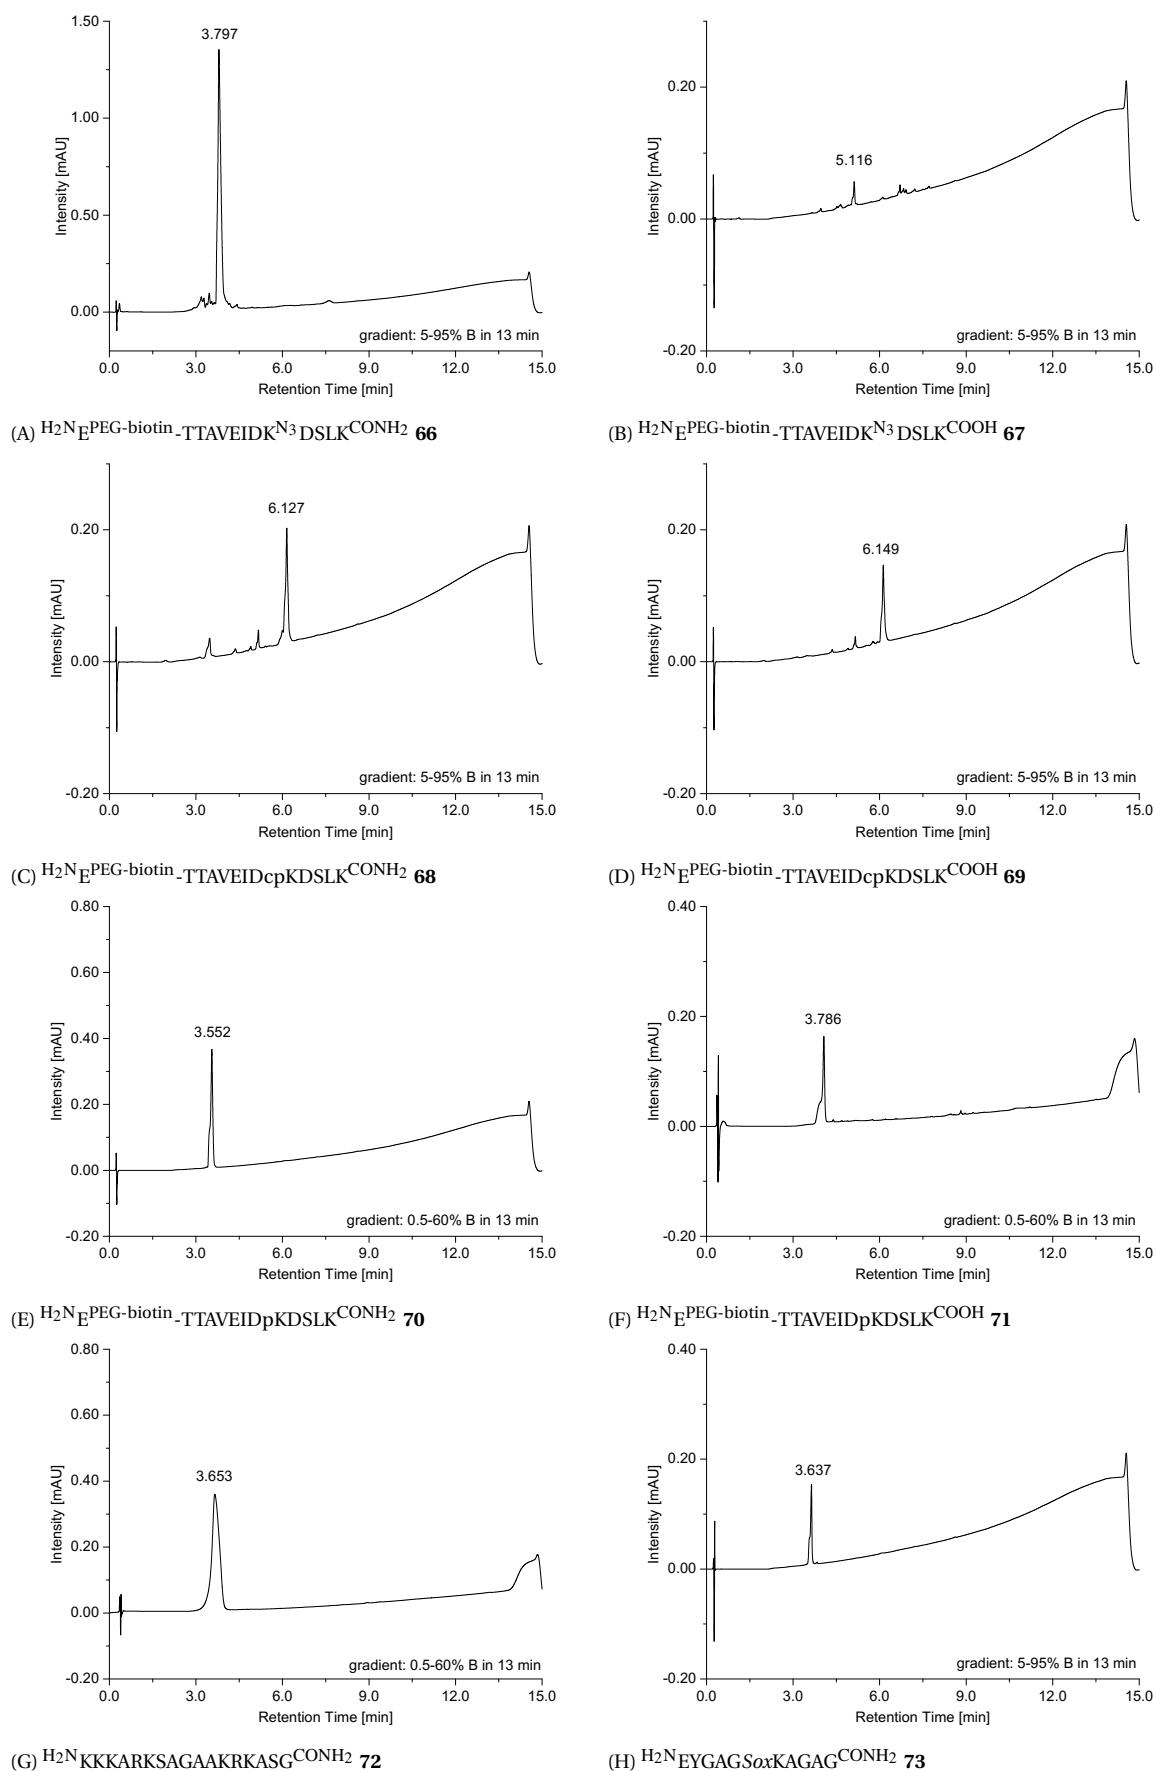 1.50
3.797
1.00
0.50
0.00
Intensity [mAU]
gradient: 5-95% B in 13 min
0.0 3.0 6.0 9.0 12.0 15.0
Retention Time [min]
(A) H2NEPEG-biotin-TTAVEIDKN3DSLKCONH2 66
0.20
5.116
0.00
-0.20
Intensity [mAU]
gradient: 5-95% B in 13 min
0.0 3.0 6.0 9.0 12.0 15.0
Retention Time [min]
(B) H2NEPEG-biotin-TTAVEIDKN3DSLKCOOH 67
6.127
0.20
0.00
-0.20
Intensity [mAU]
gradient: 5-95% B in 13 min
0.0 3.0 6.0 9.0 12.0 15.0
Retention Time [min]
(C) H2NEPEG-biotin-TTAVEIDcpKDSLKCONH2 68
0.20
6.149
0.00
-0.20
Intensity [mAU]
gradient: 5-95% B in 13 min
0.0 3.0 6.0 9.0 12.0 15.0
Retention Time [min]
(D) H2NEPEG-biotin-TTAVEIDcpKDSLKCOOH 69
0.80
0.60
0.40
3.552
0.20
0.00
-0.20
Intensity [mAU]
gradient: 0.5-60% B in 13 min
0.0 3.0 6.0 9.0 12.0 15.0
Retention Time [min]
(E) H2NEPEG-biotin-TTAVEIDpKDSLKCONH2 70
0.40
0.20
3.786
0.00
-0.20
Intensity [mAU]
gradient: 0.5-60% B in 13 min
0.0 3.0 6.0 9.0 12.0 15.0
Retention Time [min]
(F) H2NEPEG-biotin-TTAVEIDpKDSLKCOOH 71
0.80
0.60
0.40
3.653
0.20
0.00
-0.20
Intensity [mAU]
gradient: 0.5-60% B in 13 min
0.0 3.0 6.0 9.0 12.0 15.0
Retention Time [min]
(G) H2NKKKARKSAGAAKRKASGCONH2 72
0.40
0.20
3.637
0.00
-0.20
Intensity [mAU]
gradient: 5-95% B in 13 min
0.0 3.0 6.0 9.0 12.0 15.0
Retention Time [min]
(H) H2NEYGAGSoxKAGAGCONH2 73